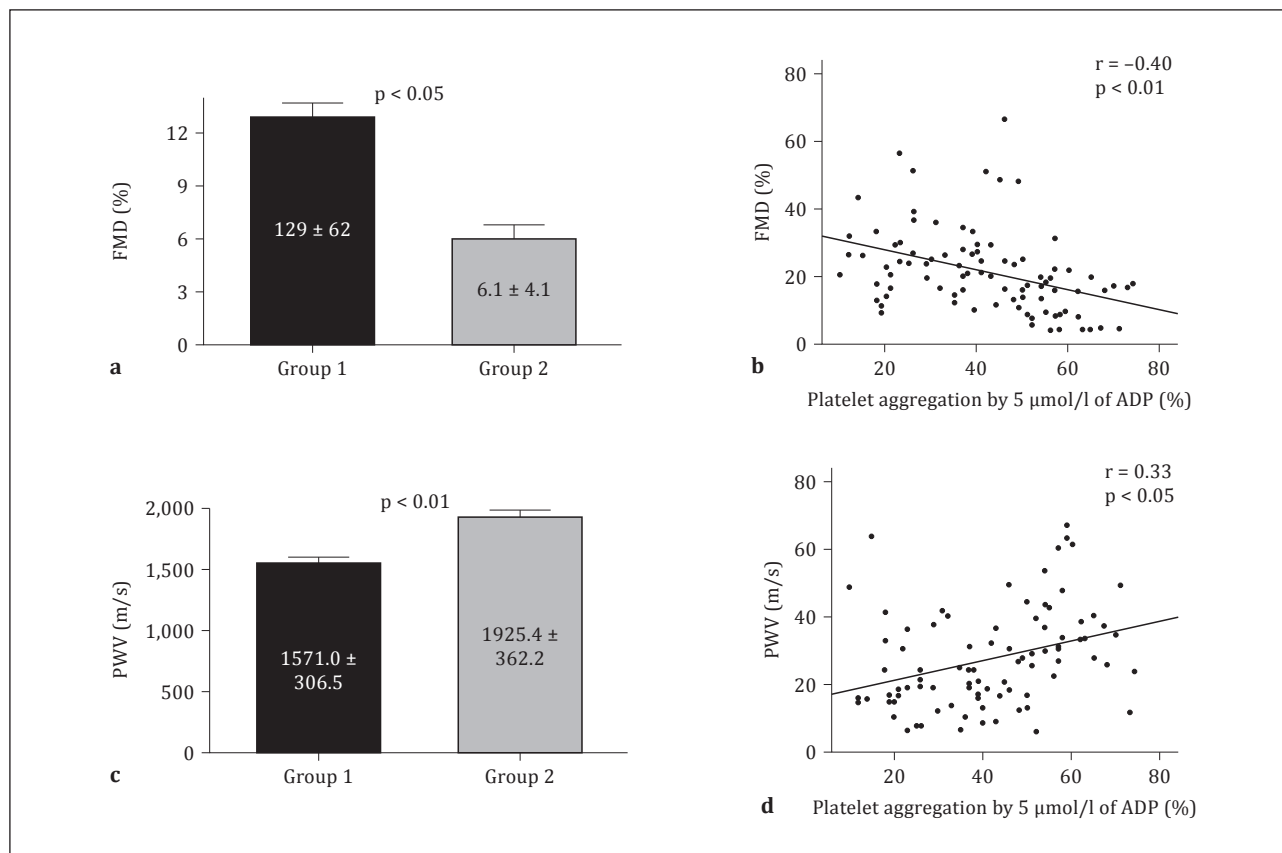 p < 0.05
12
9
6
3
0
FMD (%)
129 ± 62
6.1 ± 4.1
Group 1
Group 2
a
r = –0.40
p < 0.01
80
60
40
20
0
FMD (%)
20
40
60
80
Platelet aggregation by 5 μmol/l of ADP (%)
b
p < 0.01
2,000
1,500
1,000
500
0
PWV (m/s)
1571.0 ±
306.5
1925.4 ±
362.2
Group 1
Group 2
c
r = 0.33
p < 0.05
80
60
40
20
0
PWV (m/s)
20
40
60
80
Platelet aggregation by 5 μmol/l of ADP (%)
d